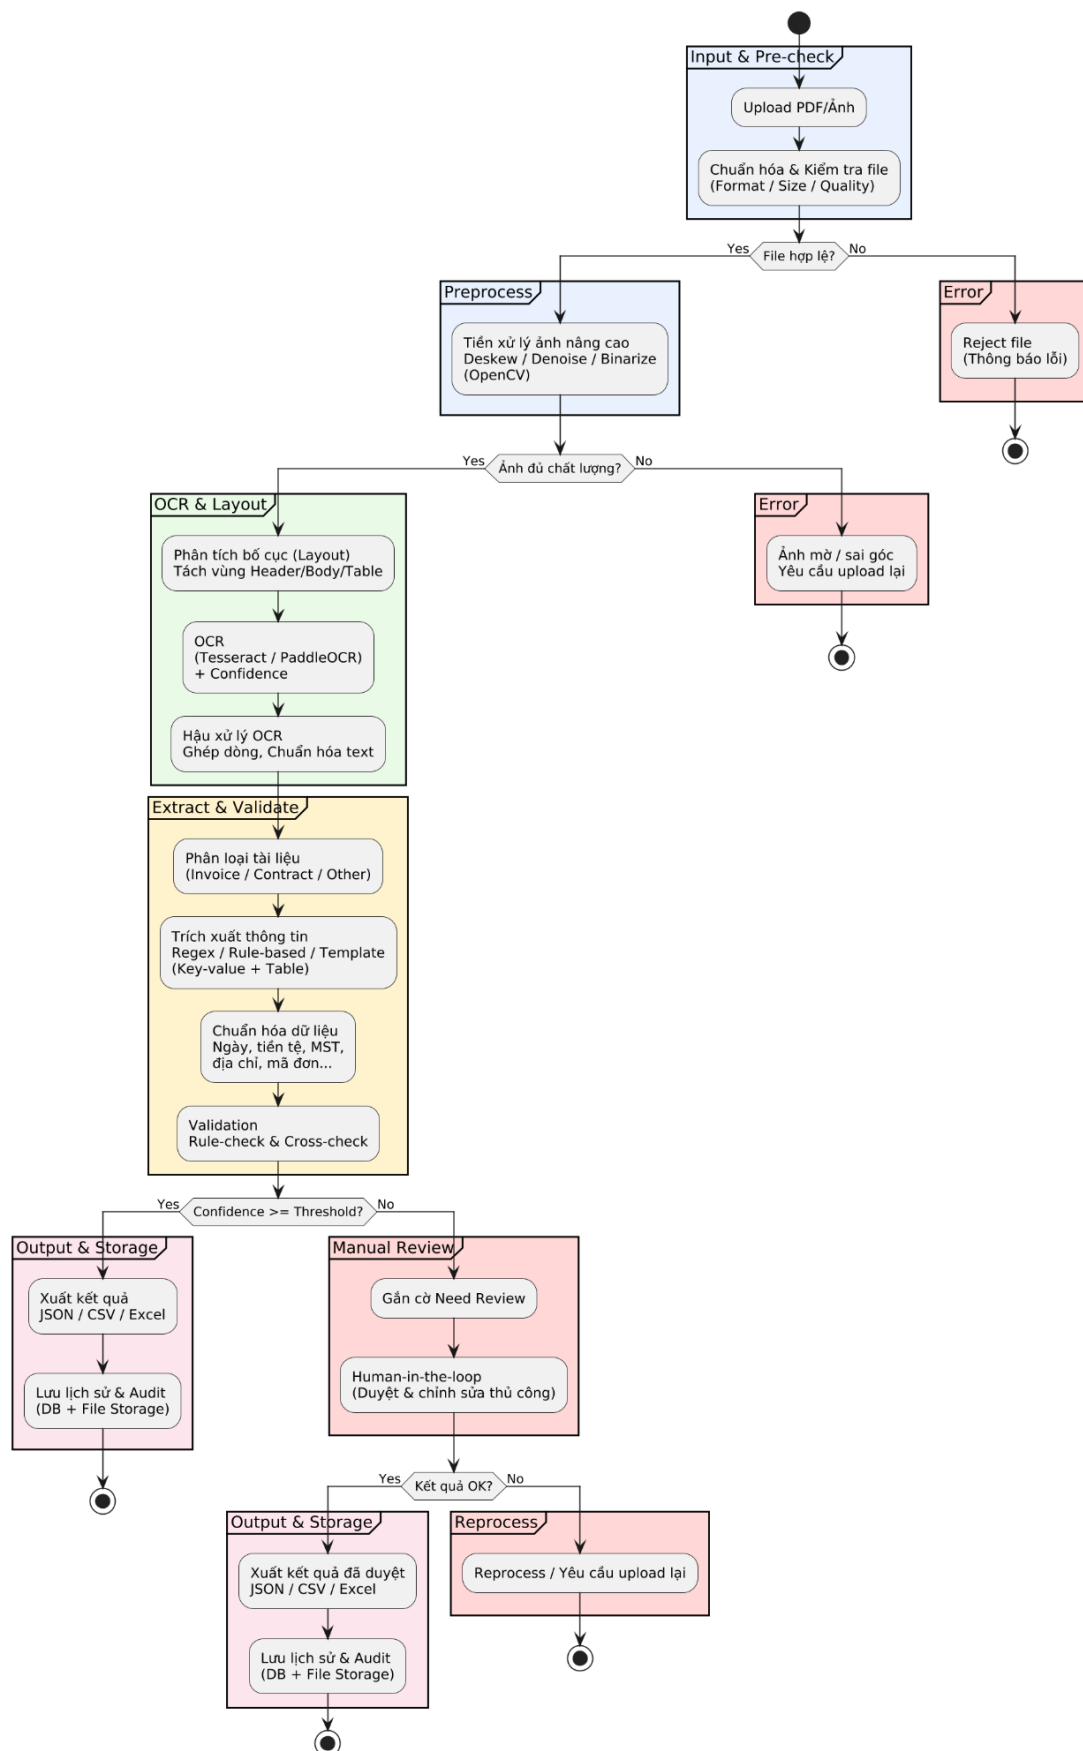 Input & Pre-check
Upload PDF/Ảnh
Chuẩn hóa & Kiểm tra file
(Format / Size / Quality)
Yes
File hợp lệ?
No
Preprocess
Tiền xử lý ảnh nâng cao
Deskew / Denoise / Binarize
(OpenCV)
Error
Reject file
(Thông báo lỗi)
Yes
Ảnh đủ chất lượng?
No
OCR & Layout
Phân tích bố cục (Layout)
Tách vùng Header/Body/Table
OCR
(Tesseract / PaddleOCR)
+ Confidence
Hậu xử lý OCR
Ghép dòng, Chuẩn hóa text
Error
Ảnh mờ / sai góc
Yêu cầu upload lại
Extract & Validate
Phân loại tài liệu
(Invoice / Contract / Other)
Trích xuất thông tin
Regex / Rule-based / Template
(Key-value + Table)
Chuẩn hóa dữ liệu
Ngày, tiền tệ, MST,
địa chỉ, mã đơn...
Validation
Rule-check & Cross-check
Yes
Confidence >= Threshold?
No
Output & Storage
Xuất kết quả
JSON / CSV / Excel
Lưu lịch sử & Audit
(DB + File Storage)
Manual Review
Gắn cờ Need Review
Human-in-the-loop
(Duyệt & chỉnh sửa thủ công)
Yes
Kết quả OK?
No
Output & Storage
Xuất kết quả đã duyệt
JSON / CSV / Excel
Lưu lịch sử & Audit
(DB + File Storage)
Reprocess
Reprocess / Yêu cầu upload lại